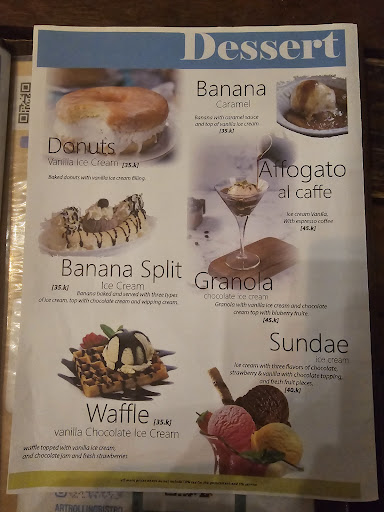 Dessert
Banana
Caramel
Banana with caramel sauce
and top of vanilla ice cream
[35.k]
Donuts
Vanilla Ice Cream [35.k]
Baked donuts with vanilla ice cream filling
Affogato
al caffe
Ice cream Vanilla.
With espresso coffee
[45.k]
Banana Split
[35.k] Ice Cream
Banana baked and served with three types
of ice cream, top with chocolate cream and wipping cream.
Granola
chocolate ice cream
Granola with vanilla ice cream and chocolate
cream top with bluberty fruite
[45.k]
Sundae
ice cream
Ice cream with three flavors of chocolate,
strawberry & vanilla with chocolate topping,
and fresh fruit pieces.
[40.k]
Waffle [35.k]
vanilla Chocolate Ice Cream
waffle topped with vanilla ice cream,
and chocolate jam and fresh strawberries